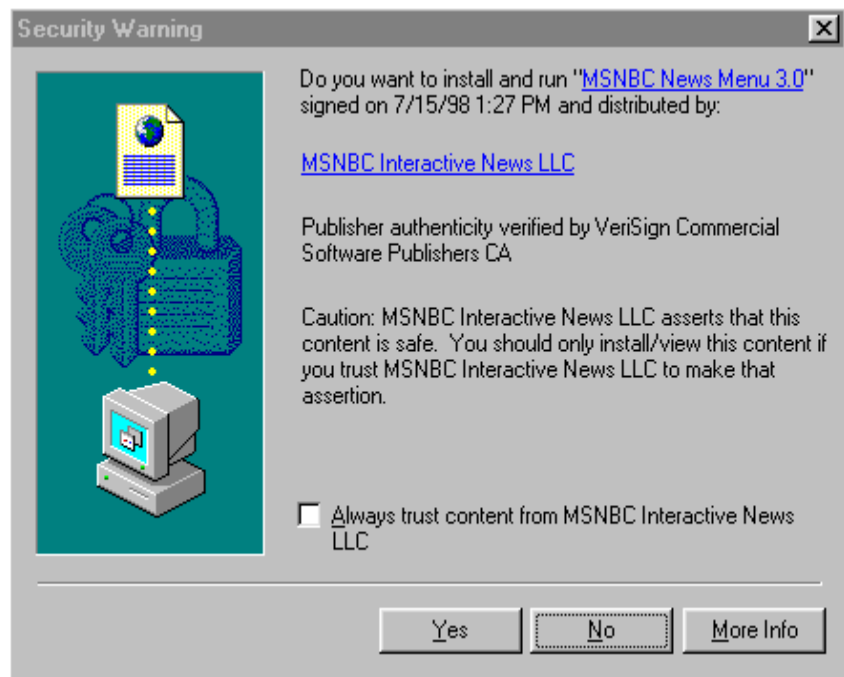 Security Warning
Do you want to install and run "MSNBC News Menu 3.0"
signed on 7/15/98 1:27 PM and distributed by:
MSNBC Interactive News LLC
Publisher authenticity verified by VeriSign Commercial
Software Publishers CA
Caution: MSNBC Interactive News LLC asserts that this
content is safe.  You should only install/view this content if
you trust MSNBC Interactive News LLC to make that
assertion.
Always trust content from MSNBC Interactive News
LLC
Yes No More Info